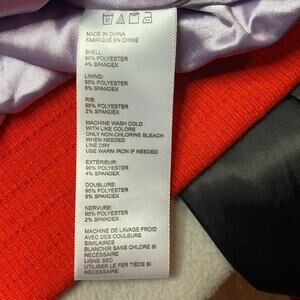 MADE IN CHINA
FABRIQUÉ EN CHINE
SHELL:
96% POLYESTER
4% SPANDEX
LINING:
95% POLYESTER
5% SPANDEX
RIB:
98% POLYESTER
2% SPANDEX
MACHINE WASH COLD
WITH LIKE COLORS
ONLY NON-CHLORINE BLEACH
WHEN NEEDED
LINE DRY
USE WARM IRON IF NEEDED
EXTÉRIEUR:
96% POLYESTER
4% SPANDEX
DOUBLURE:
95% POLYESTER
5% SPANDEX
NERVURE:
98% POLYESTER
2% SPANDEX
MACHINE DE LAVAGE FROID
AVEC DES COULEURS
SIMILAIRES
BLANCHIR SANS CHLORE SI
NÉCESSAIRE
LIGNE SEC
UTILISER LE FER TIÈDE SI
NÉCESSAIRE